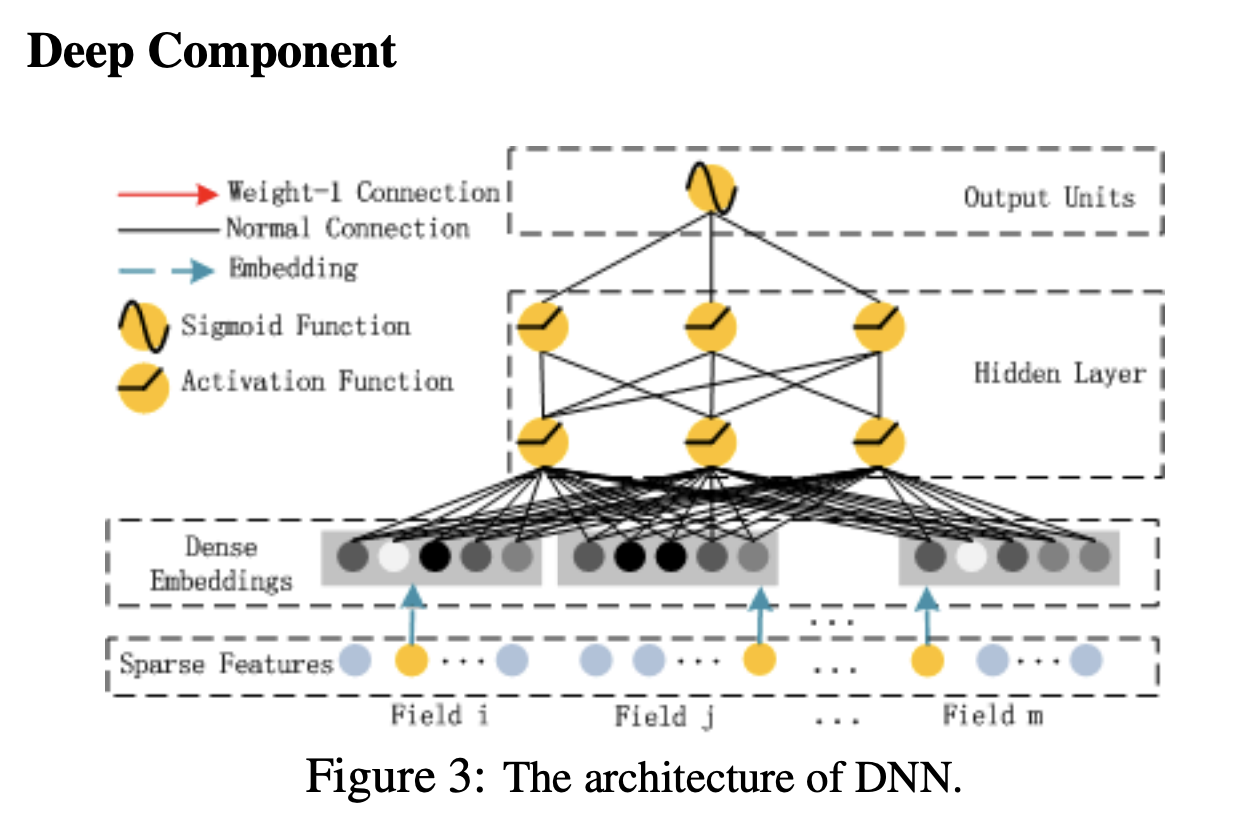 Deep Component
Weight-1 Connection
Normal Connection
Embedding
Sigmoid Function
Activation Function
Output Units
Hidden Layer
Dense
Embeddings
...
Sparse Features ... ... ... ...
Field i Field j ... Field m
Figure 3: The architecture of DNN.